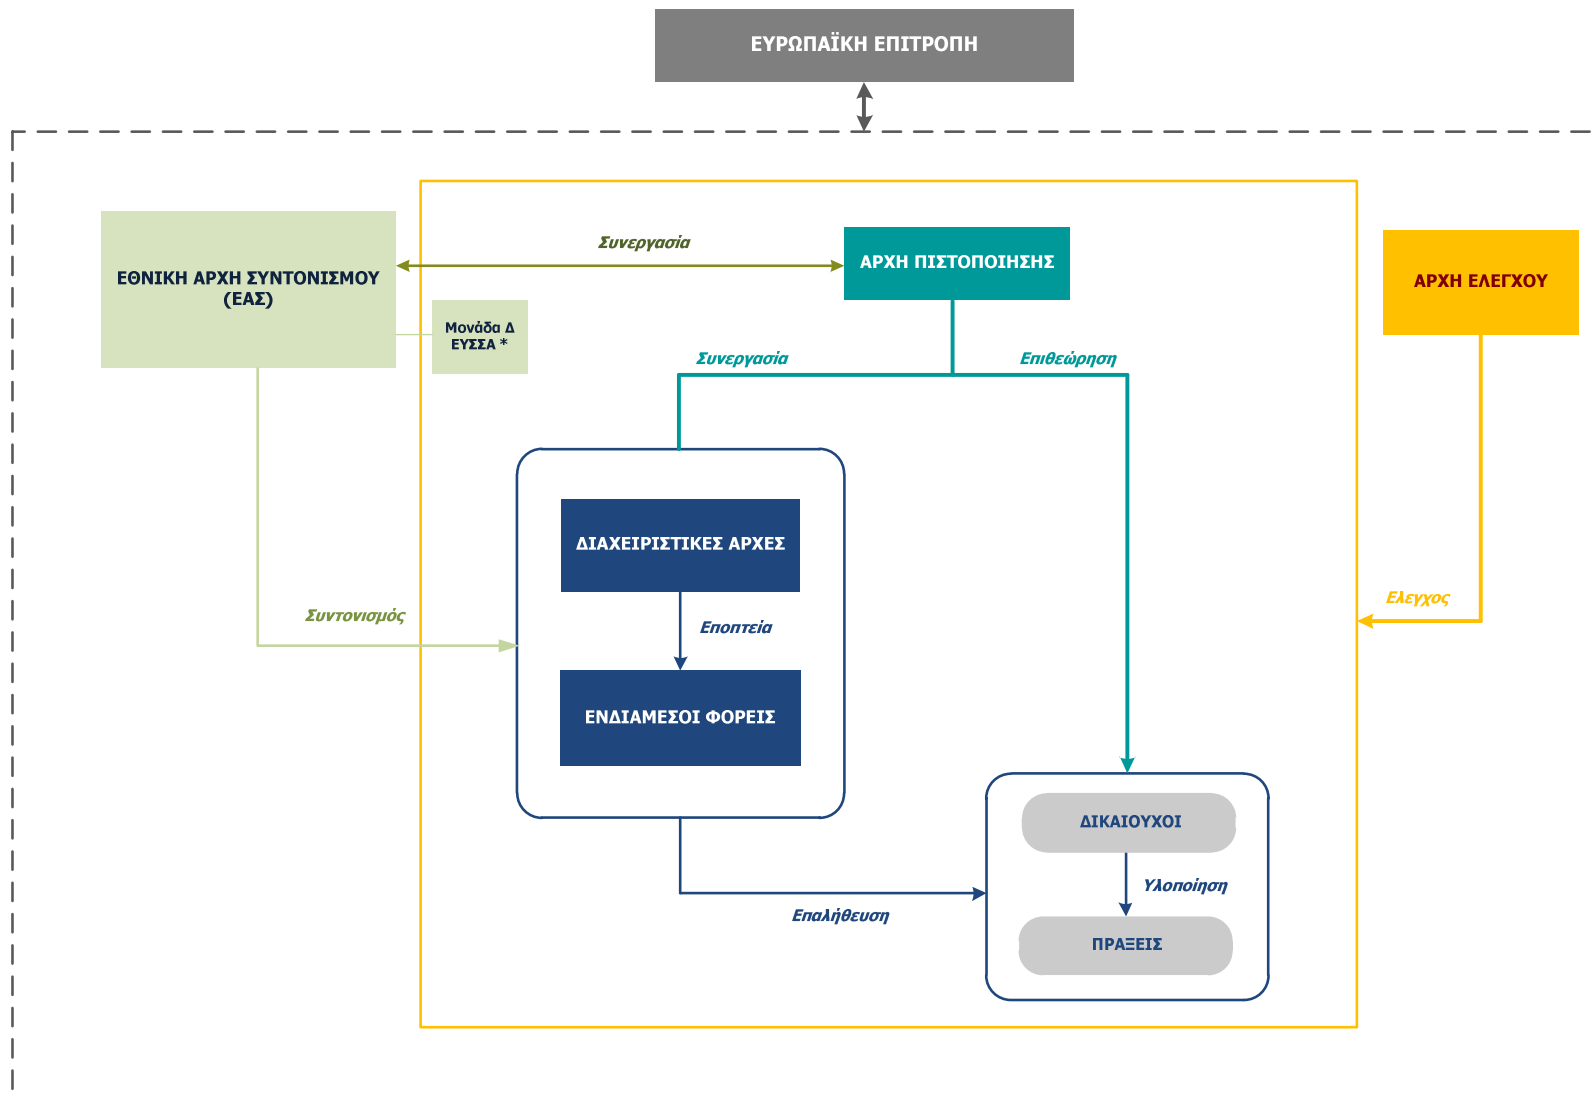 ΕΥΡΩΠΑΪΚΗ ΕΠΙΤΡΟΠΗ
Συνεργασία
ΕΘΝΙΚΗ ΑΡΧΗ ΣΥΝΤΟΝΙΣΜΟΥ
(ΕΑΣ)
ΑΡΧΗ ΠΙΣΤΟΠΟΙΗΣΗΣ
ΑΡΧΗ ΕΛΕΓΧΟΥ
Μονάδα Δ
ΕΥΣΣΑ *
Συνεργασία
Επιθεώρηση
ΔΙΑΧΕΙΡΙΣΤΙΚΕΣ ΑΡΧΕΣ
Ελεγχος
Συντονισμός
Εποπτεία
ΕΝΔΙΑΜΕΣΟΙ ΦΟΡΕΙΣ
ΔΙΚΑΙΟΥΧΟΙ
Υλοποίηση
Επαλήθευση
ΠΡΑΞΕΙΣ